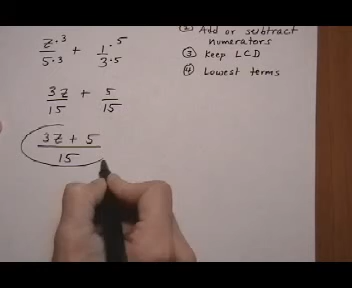 ② Add or subtract
numerators
③ Keep LCD
④ Lowest terms
z·3/5·3 + 1·5/3·5
3z/15 + 5/15
3z + 5/15